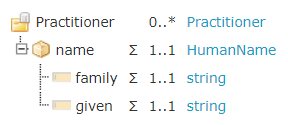 Practitioner 0..* Practitioner
name Σ 1..1 HumanName
family Σ 1..1 string
given Σ 1..1 string